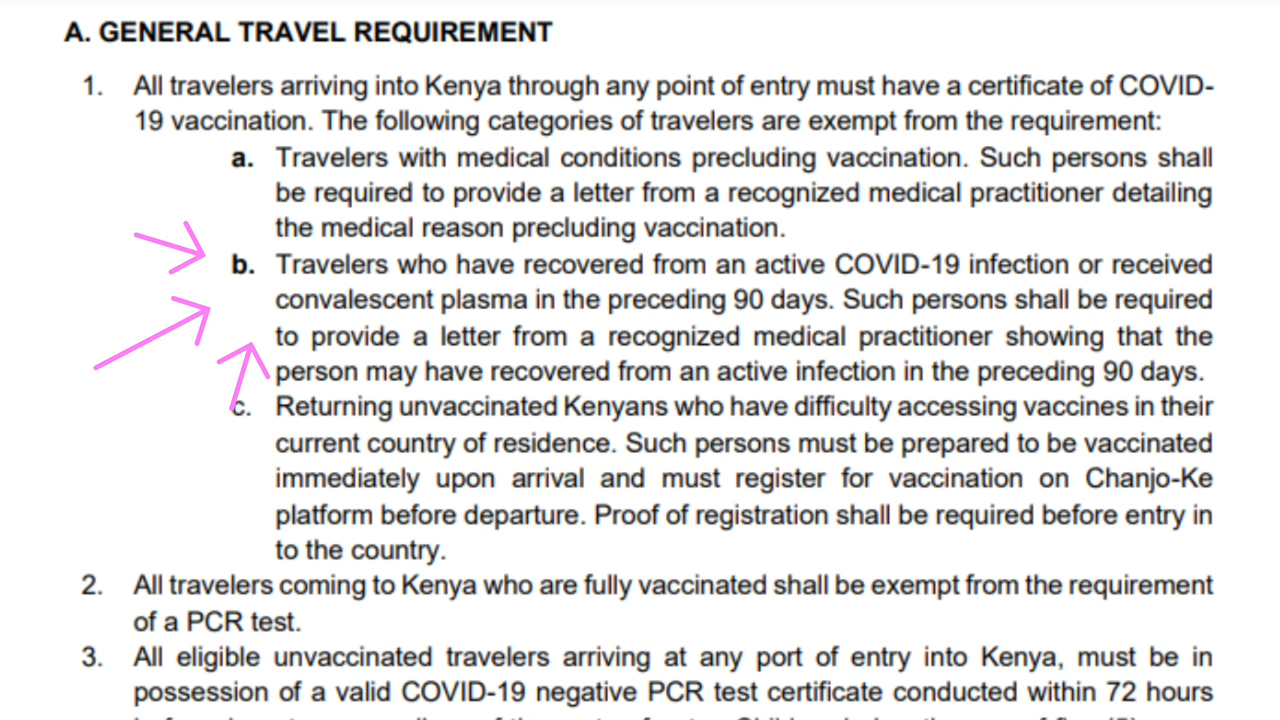 A. GENERAL TRAVEL REQUIREMENT
1. All travelers arriving into Kenya through any point of entry must have a certificate of COVID-
19 vaccination. The following categories of travelers are exempt from the requirement:
a. Travelers with medical conditions precluding vaccination. Such persons shall
be required to provide a letter from a recognized medical practitioner detailing
the medical reason precluding vaccination.
b. Travelers who have recovered from an active COVID-19 infection or received
convalescent plasma in the preceding 90 days. Such persons shall be required
to provide a letter from a recognized medical practitioner showing that the
person may have recovered from an active infection in the preceding 90 days.
c. Returning unvaccinated Kenyans who have difficulty accessing vaccines in their
current country of residence. Such persons must be prepared to be vaccinated
immediately upon arrival and must register for vaccination on Chanjo-Ke
platform before departure. Proof of registration shall be required before entry in
to the country.
2. All travelers coming to Kenya who are fully vaccinated shall be exempt from the requirement
of a PCR test.
3. All eligible unvaccinated travelers arriving at any port of entry into Kenya, must be in
possession of a valid COVID-19 negative PCR test certificate conducted within 72 hours